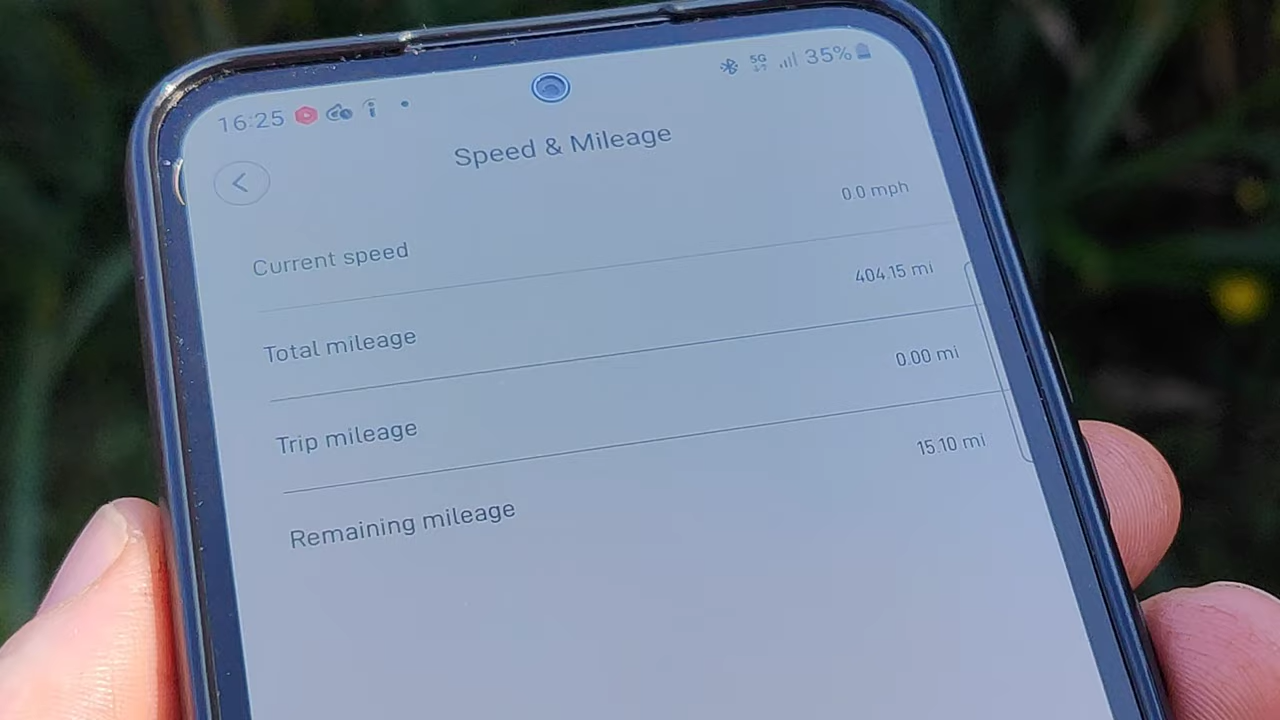 16:25 5G 35%
Speed & Mileage
Current speed 0.0 mph
Total mileage 404.15 mi
Trip mileage 0.00 mi
Remaining mileage 15.10 mi